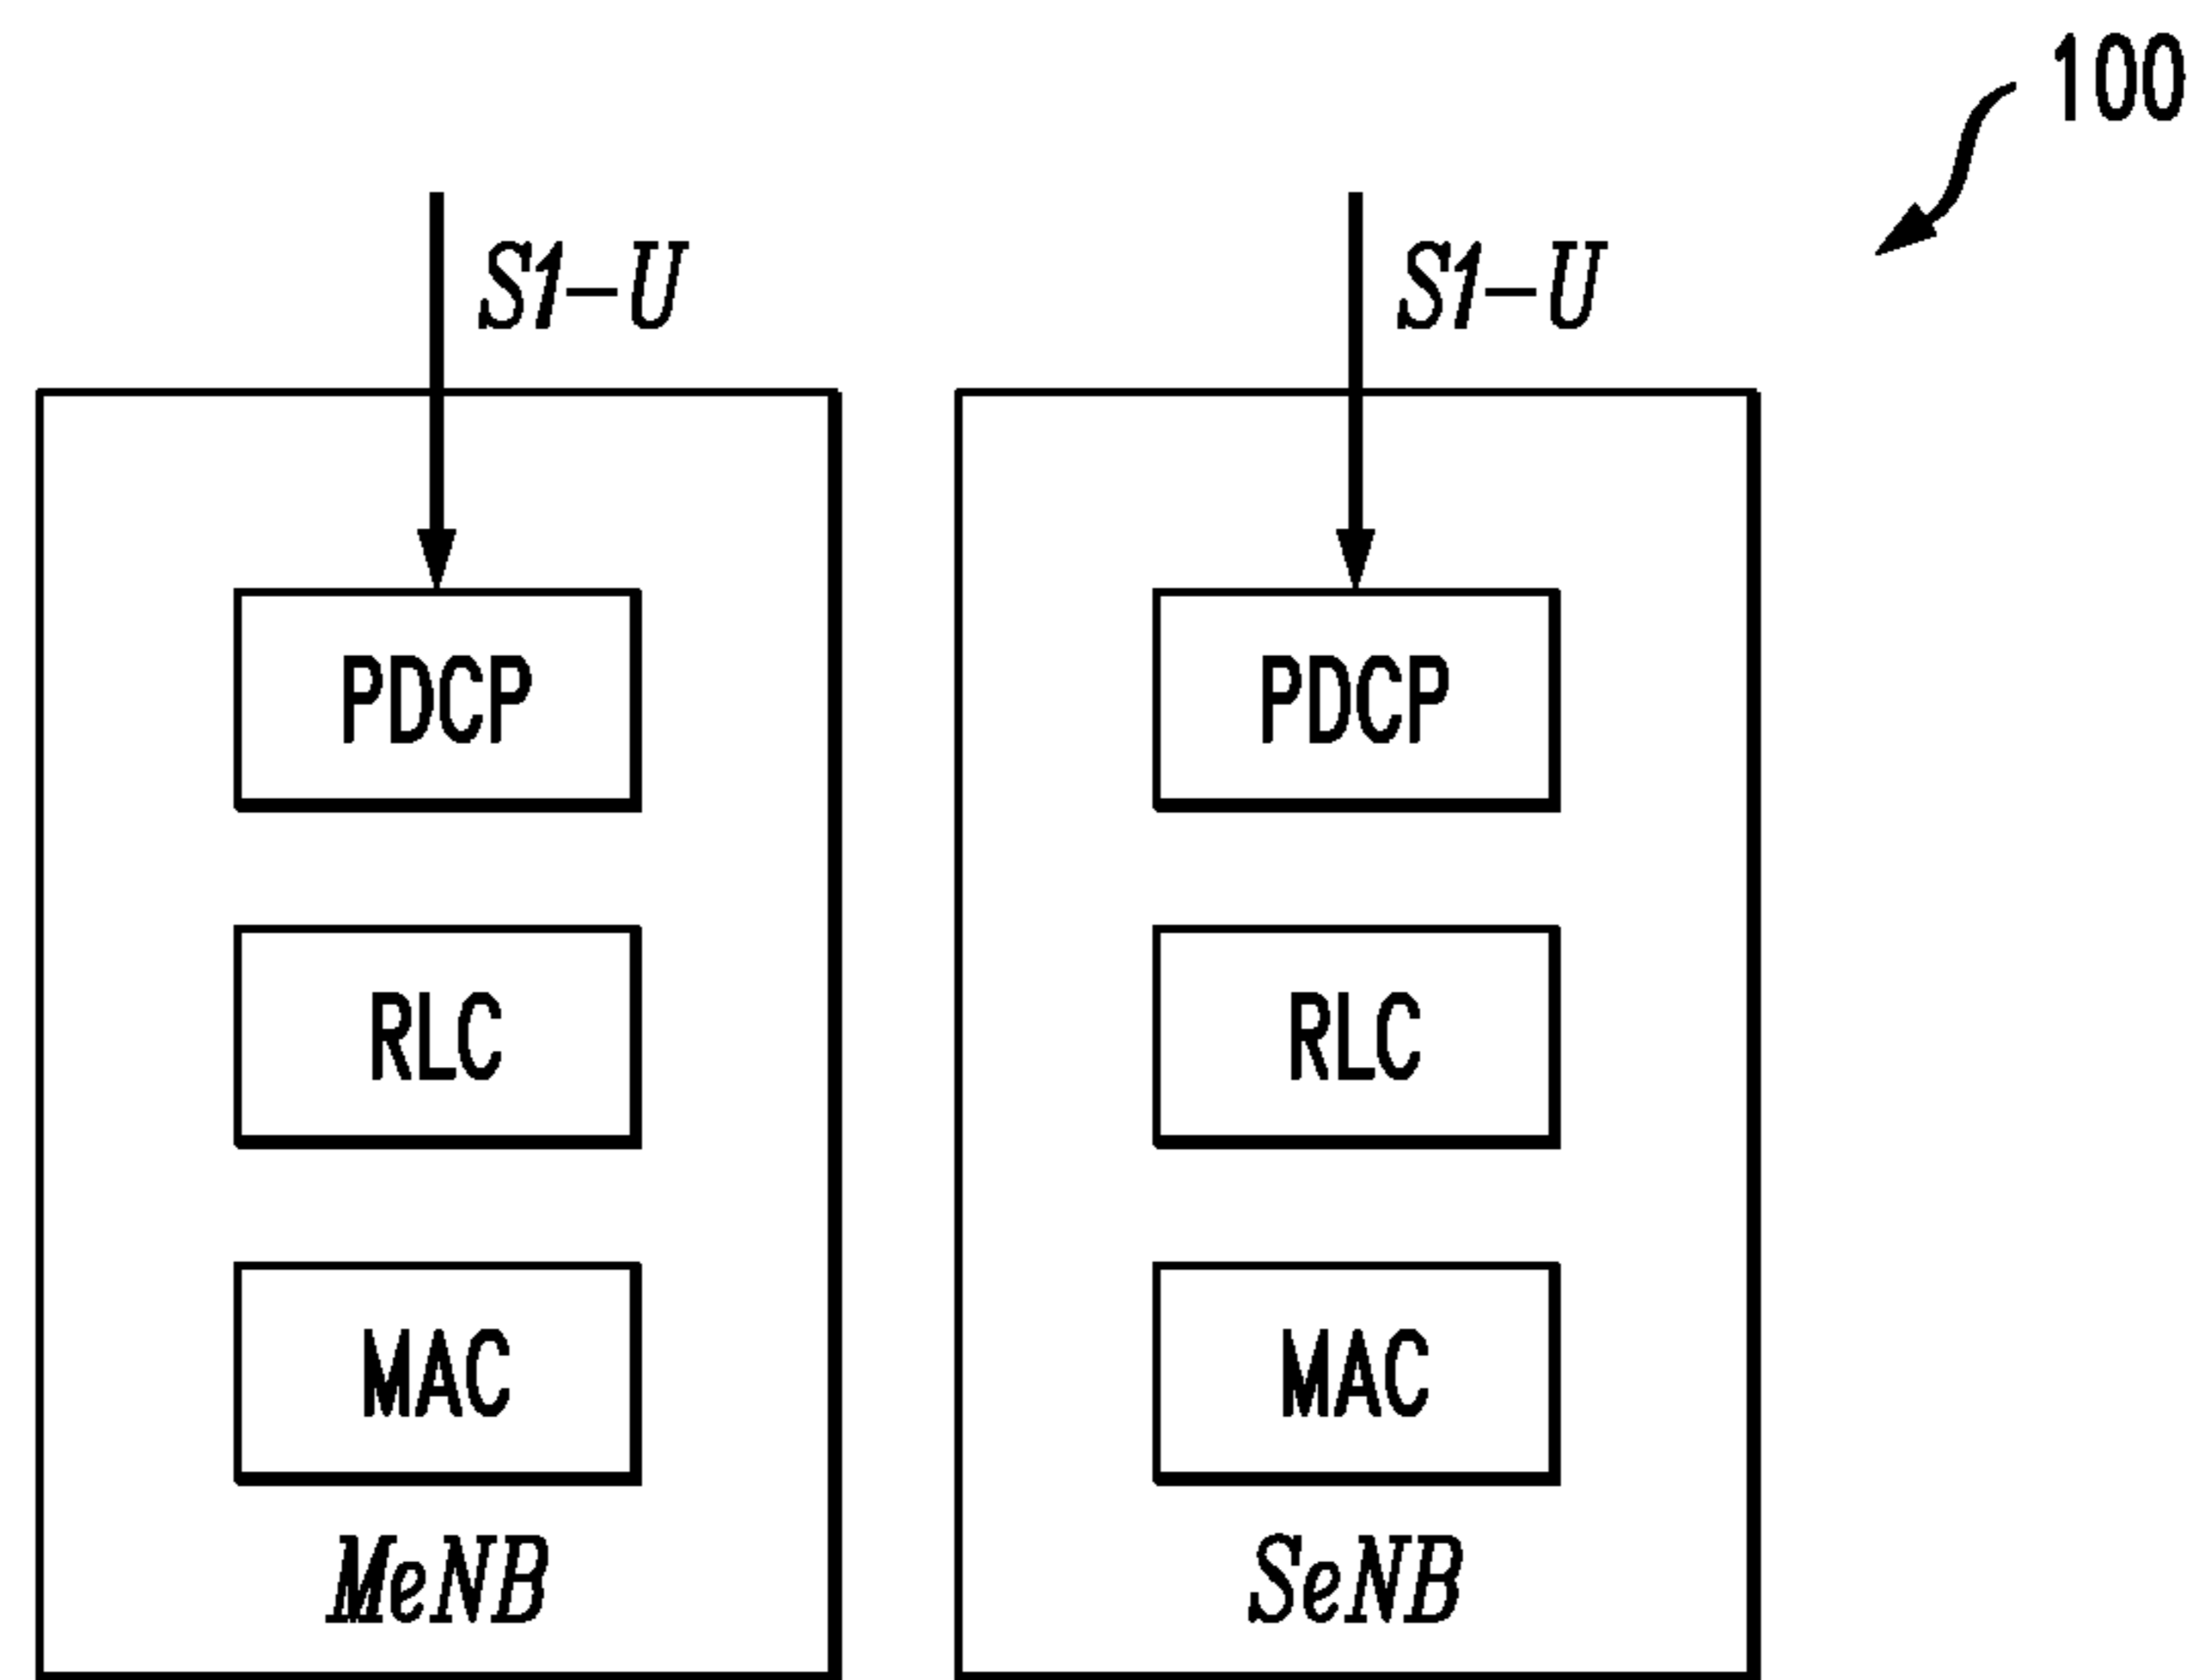 100
S1-U
S1-U
PDCP
PDCP
RLC
RLC
MAC
MAC
MeNB
SeNB